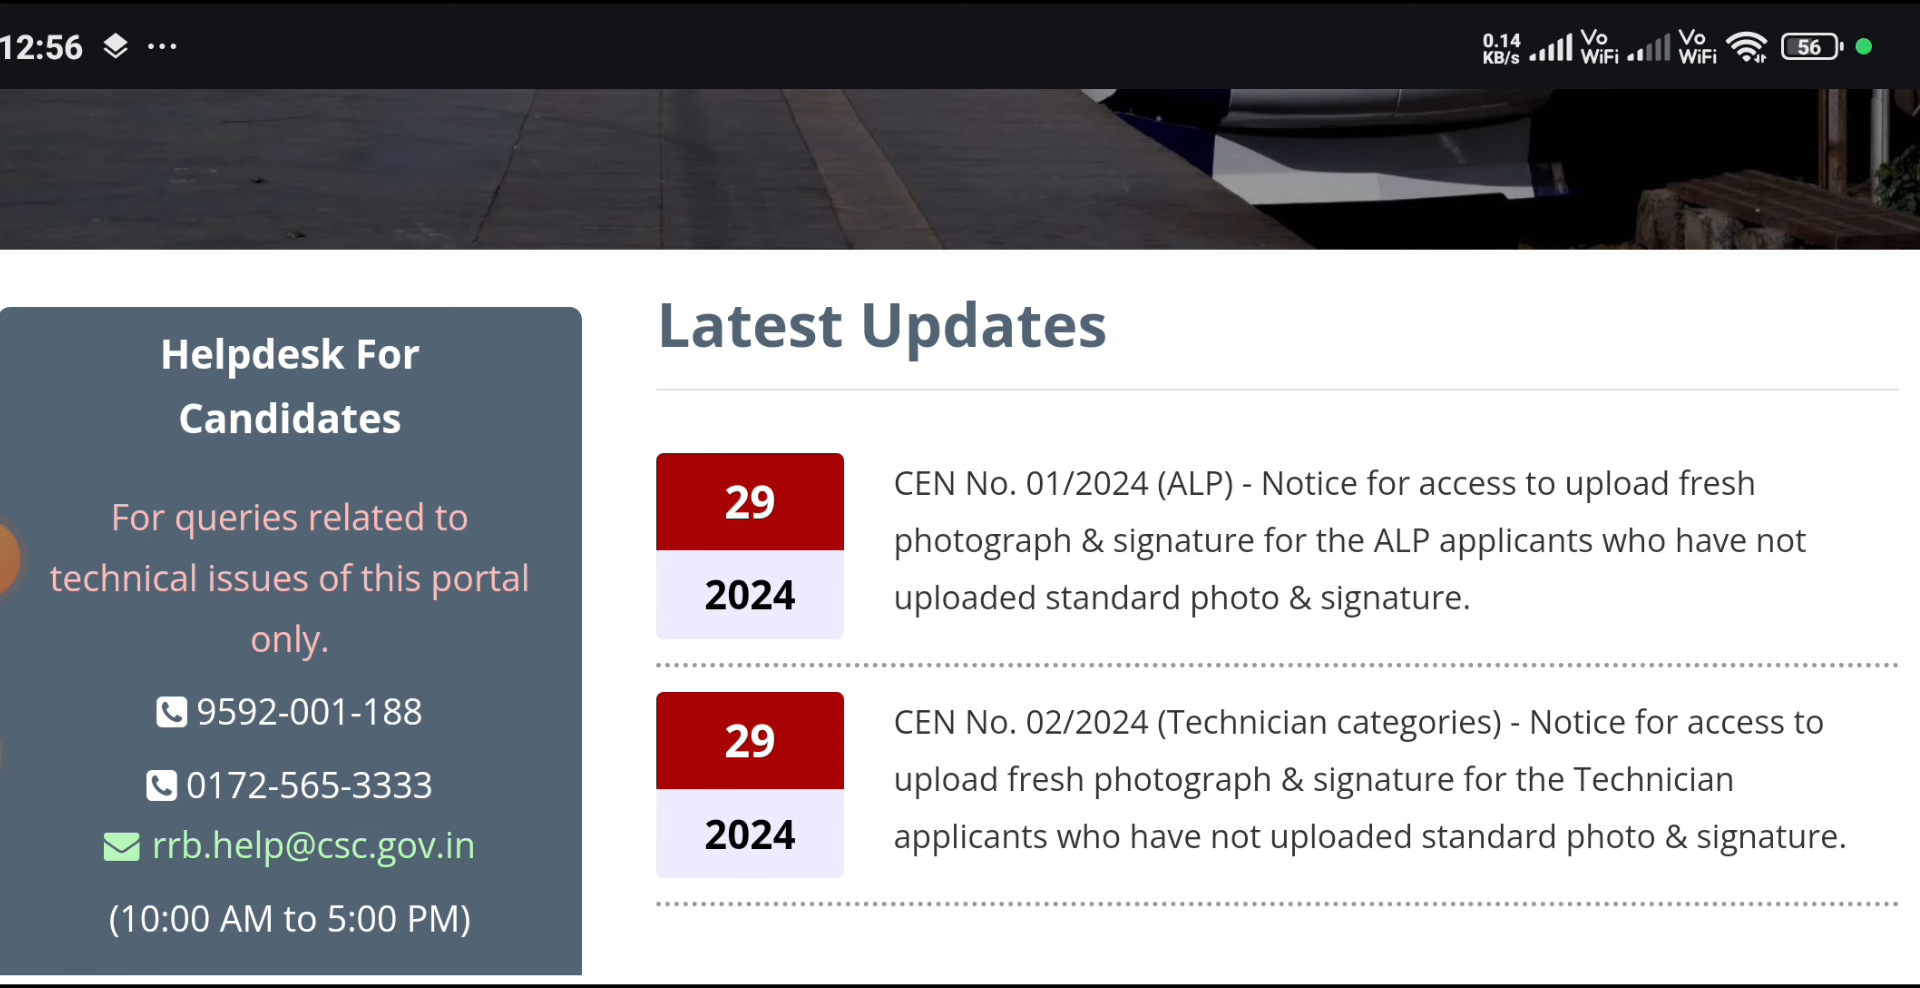 12:56
0.14
KB/s
Vo
WiFi
Vo
WiFi
56
Helpdesk For
Candidates
For queries related to
technical issues of this portal
only.
9592-001-188
0172-565-3333
rrb.help@csc.gov.in
(10:00 AM to 5:00 PM)
Latest Updates
29
2024
CEN No. 01/2024 (ALP) - Notice for access to upload fresh
photograph & signature for the ALP applicants who have not
uploaded standard photo & signature.
29
2024
CEN No. 02/2024 (Technician categories) - Notice for access to
upload fresh photograph & signature for the Technician
applicants who have not uploaded standard photo & signature.